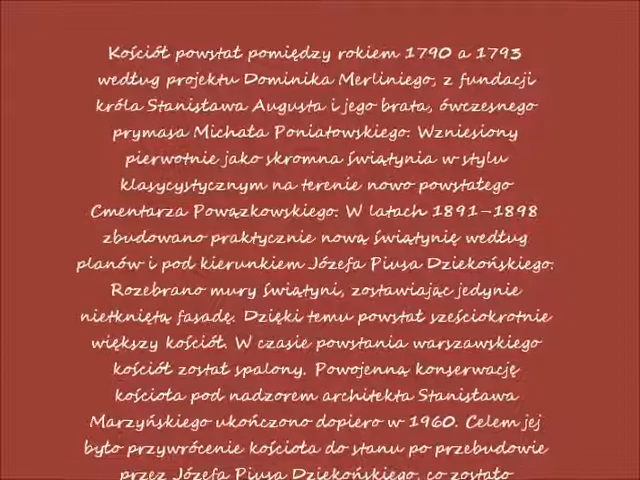 Kościół powstał pomiędzy rokiem 1790 a 1793
według projektu Dominika Merliniego, z fundacji
króla Stanisława Augusta i jego brata, ówczesnego
prymasa Michała Poniatowskiego. Wzniesiony
pierwotnie jako skromna świątynia w stylu
klasycystycznym na terenie nowo powstałego
Cmentarza Powązkowskiego. W latach 1891-1898
zbudowano praktycznie nową świątynię według
planów i pod kierunkiem Józefa Piusa Dziekońskiego.
Rozebrano mury świątyni, zostawiając jedynie
nietkniętą fasadę. Dzięki temu powstał sześciokrotnie
większy kościół. W czasie powstania warszawskiego
kościół został spalony. Powojenną konserwację
kościoła pod nadzorem architekta Stanisława
Marzyńskiego ukończono dopiero w 1960. Celem jej
było przywrócenie kościoła do stanu po przebudowie
przez Józefa Piusa Dziekońskiego, co zostało